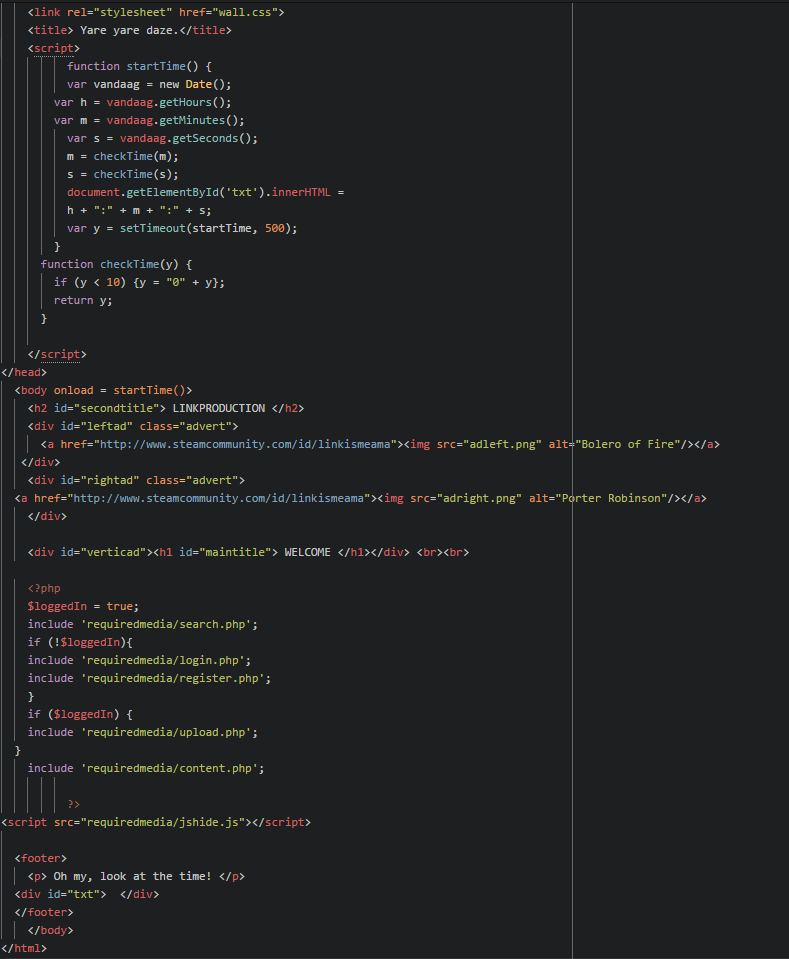 <link rel="stylesheet" href="wall.css">
<title> Yare yare daze.</title>
<script>
function startTime() {
var vandaag = new Date();
var h = vandaag.getHours();
var m = vandaag.getMinutes();
var s = vandaag.getSeconds();
m = checkTime(m);
s = checkTime(s);
document.getElementById('txt').innerHTML =
h + ":" + m + ":" + s;
var y = setTimeout(startTime, 500);
}
function checkTime(y) {
if (y < 10) {y = "0" + y};
return y;
}
</script>
</head>
<body onload = startTime()>
<h2 id="secondtitle"> LINKPRODUCTION </h2>
<div id="leftad" class="advert">
<a href="http://www.steamcommunity.com/id/linkismeama"><img src="adleft.png" alt="Bolero of Fire"/></a>
</div>
<div id="rightad" class="advert">
<a href="http://www.steamcommunity.com/id/linkismeama"><img src="adright.png" alt="Porter Robinson"/></a>
</div>
<div id="verticad"><h1 id="maintitle"> WELCOME </h1></div> <br><br>
<?php
$loggedIn = true;
include 'requiredmedia/search.php';
if (!$loggedIn){
include 'requiredmedia/login.php';
include 'requiredmedia/register.php';
}
if ($loggedIn) {
include 'requiredmedia/upload.php';
}
include 'requiredmedia/content.php';
?>
<script src="requiredmedia/jshide.js"></script>
<footer>
<p> Oh my, look at the time! </p>
<div id="txt">  </div>
</footer>
</body>
</html>